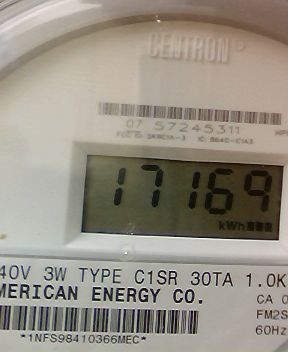 CENTRON®
07 57245311
17169
kWh
40V 3W TYPE C1SR 30TA 1.0K
MERICAN ENERGY CO.
CA 0
FM2S
60Hz
*1NFS98410366MEC*